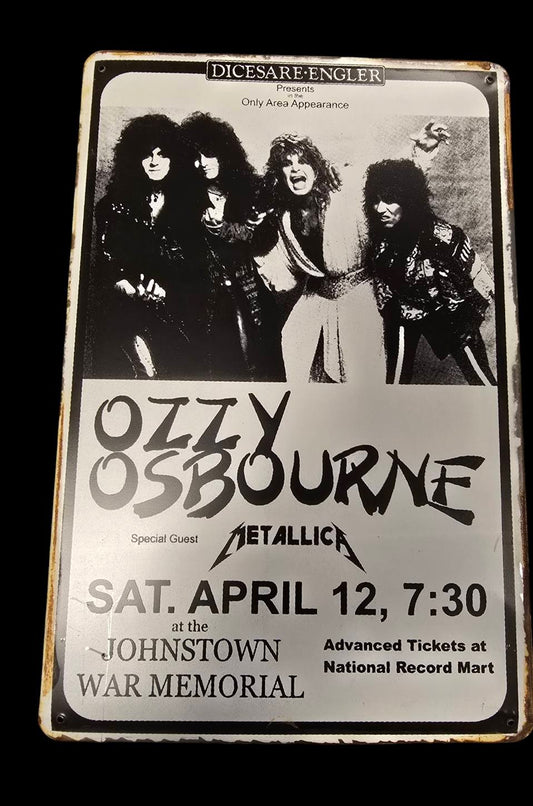 DICESARE·ENGLER
Presents
in the
Only Area Appearance
OZZY
OSBOURNE
Special Guest METALLICA
SAT. APRIL 12, 7:30
at the
JOHNSTOWN
WAR MEMORIAL
Advanced Tickets at
National Record Mart